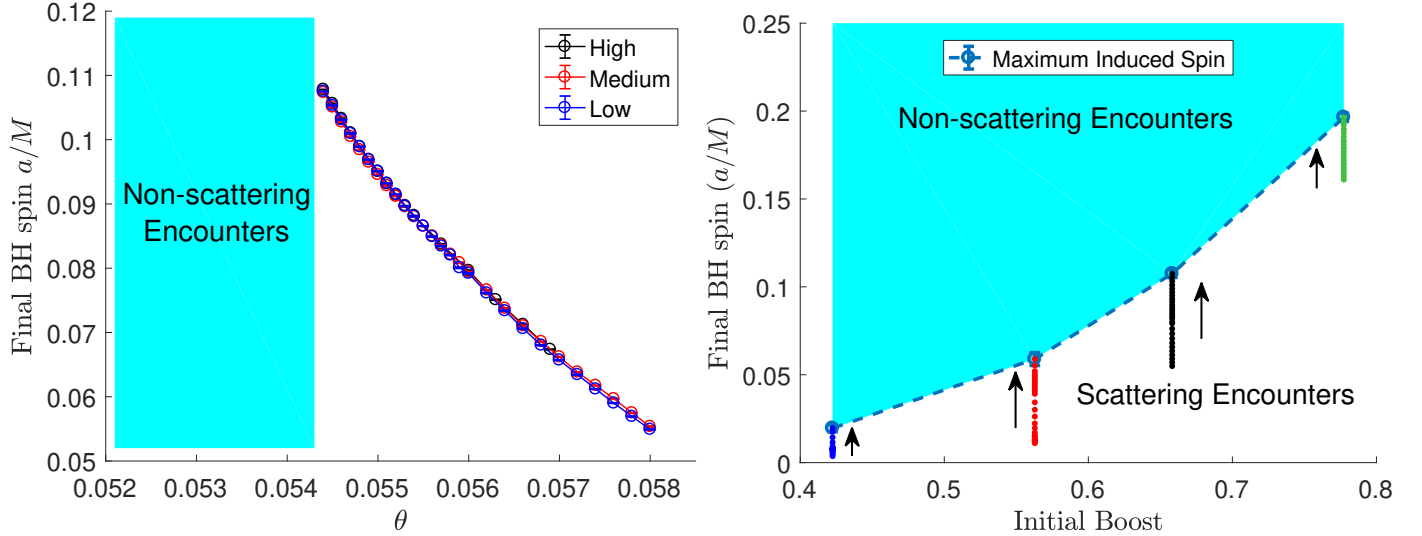 0.12
0.11
0.1
0.09
0.08
0.07
0.06
0.05
Final BH spin a/M
High
Medium
Low
Non-scattering
Encounters
0.052 0.053 0.054 0.055 0.056 0.057 0.058
θ
0.25
0.2
0.15
0.1
0.05
0
Final BH spin (a/M)
Maximum Induced Spin
Non-scattering Encounters
Scattering Encounters
0.4 0.5 0.6 0.7 0.8
Initial Boost